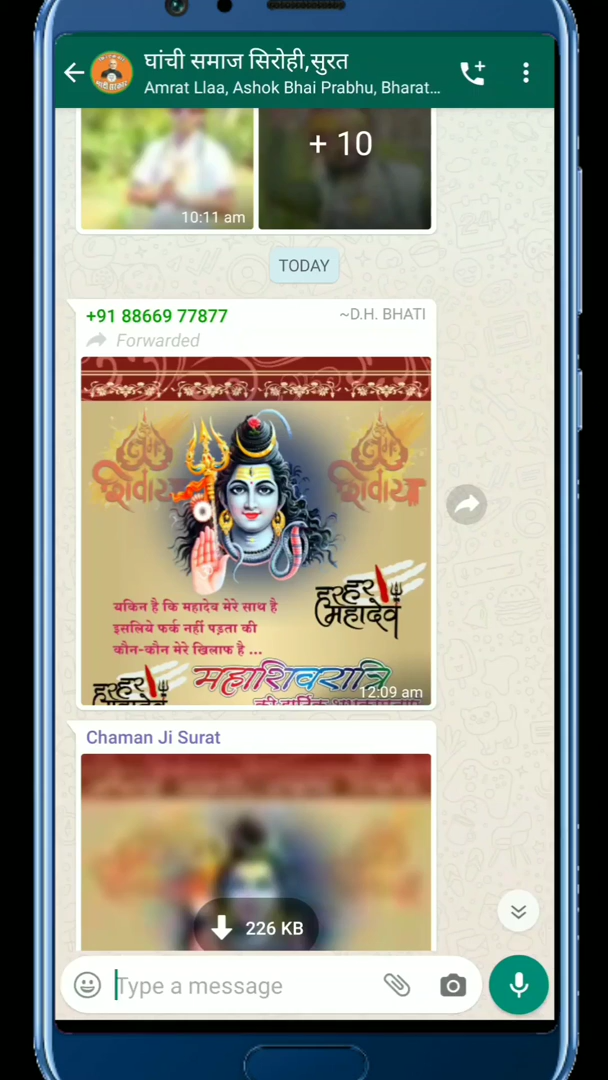 घांची समाज सिरोही,सुरत
Amrat Llaa, Ashok Bhai Prabhu, Bharat...
+ 10
10:11 am
TODAY
+91 88669 77877 ~D.H. BHATI
Forwarded
शिवाय शिवाय
हर हर महादेव
यकिन है कि महादेव मेरे साथ है
इसलिये फर्क नहीं पड़ता की
कौन-कौन मेरे खिलाफ है ...
महाशिवरात्रि
12:09 am
हर हर
Chaman Ji Surat
226 KB
Type a message